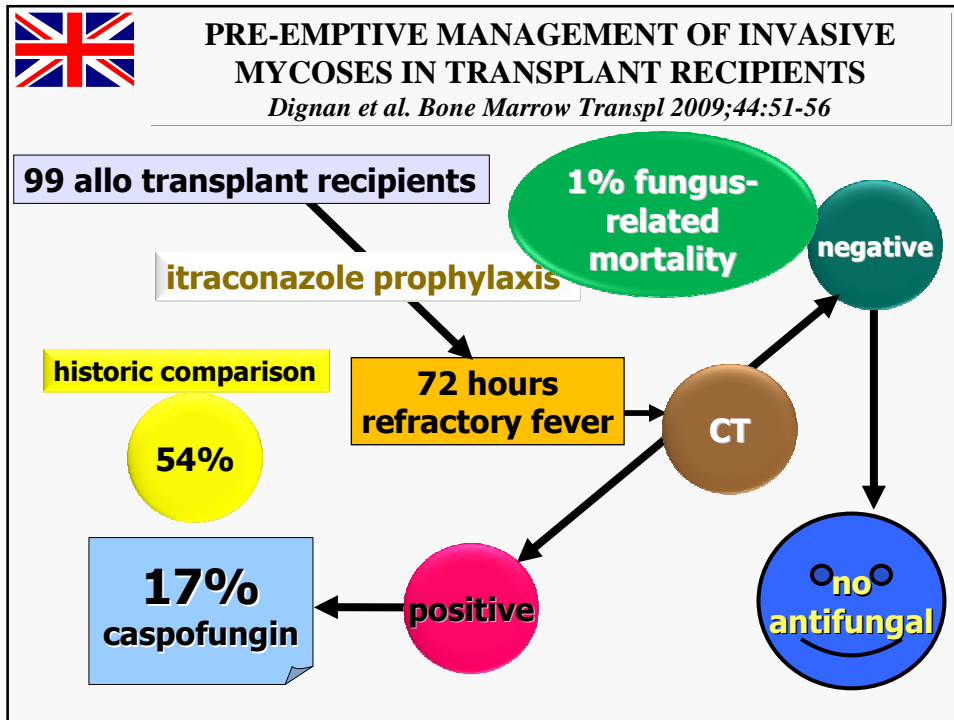 PRE-EMPTIVE MANAGEMENT OF INVASIVE
MYCOSES IN TRANSPLANT RECIPIENTS
Dignan et al. Bone Marrow Transpl 2009;44:51-56
99 allo transplant recipients
1% fungus-
related
mortality
negative
itraconazole prophylaxis
historic comparison
54%
72 hours
refractory fever
CT
17%
caspofungin
positive
no
antifungal